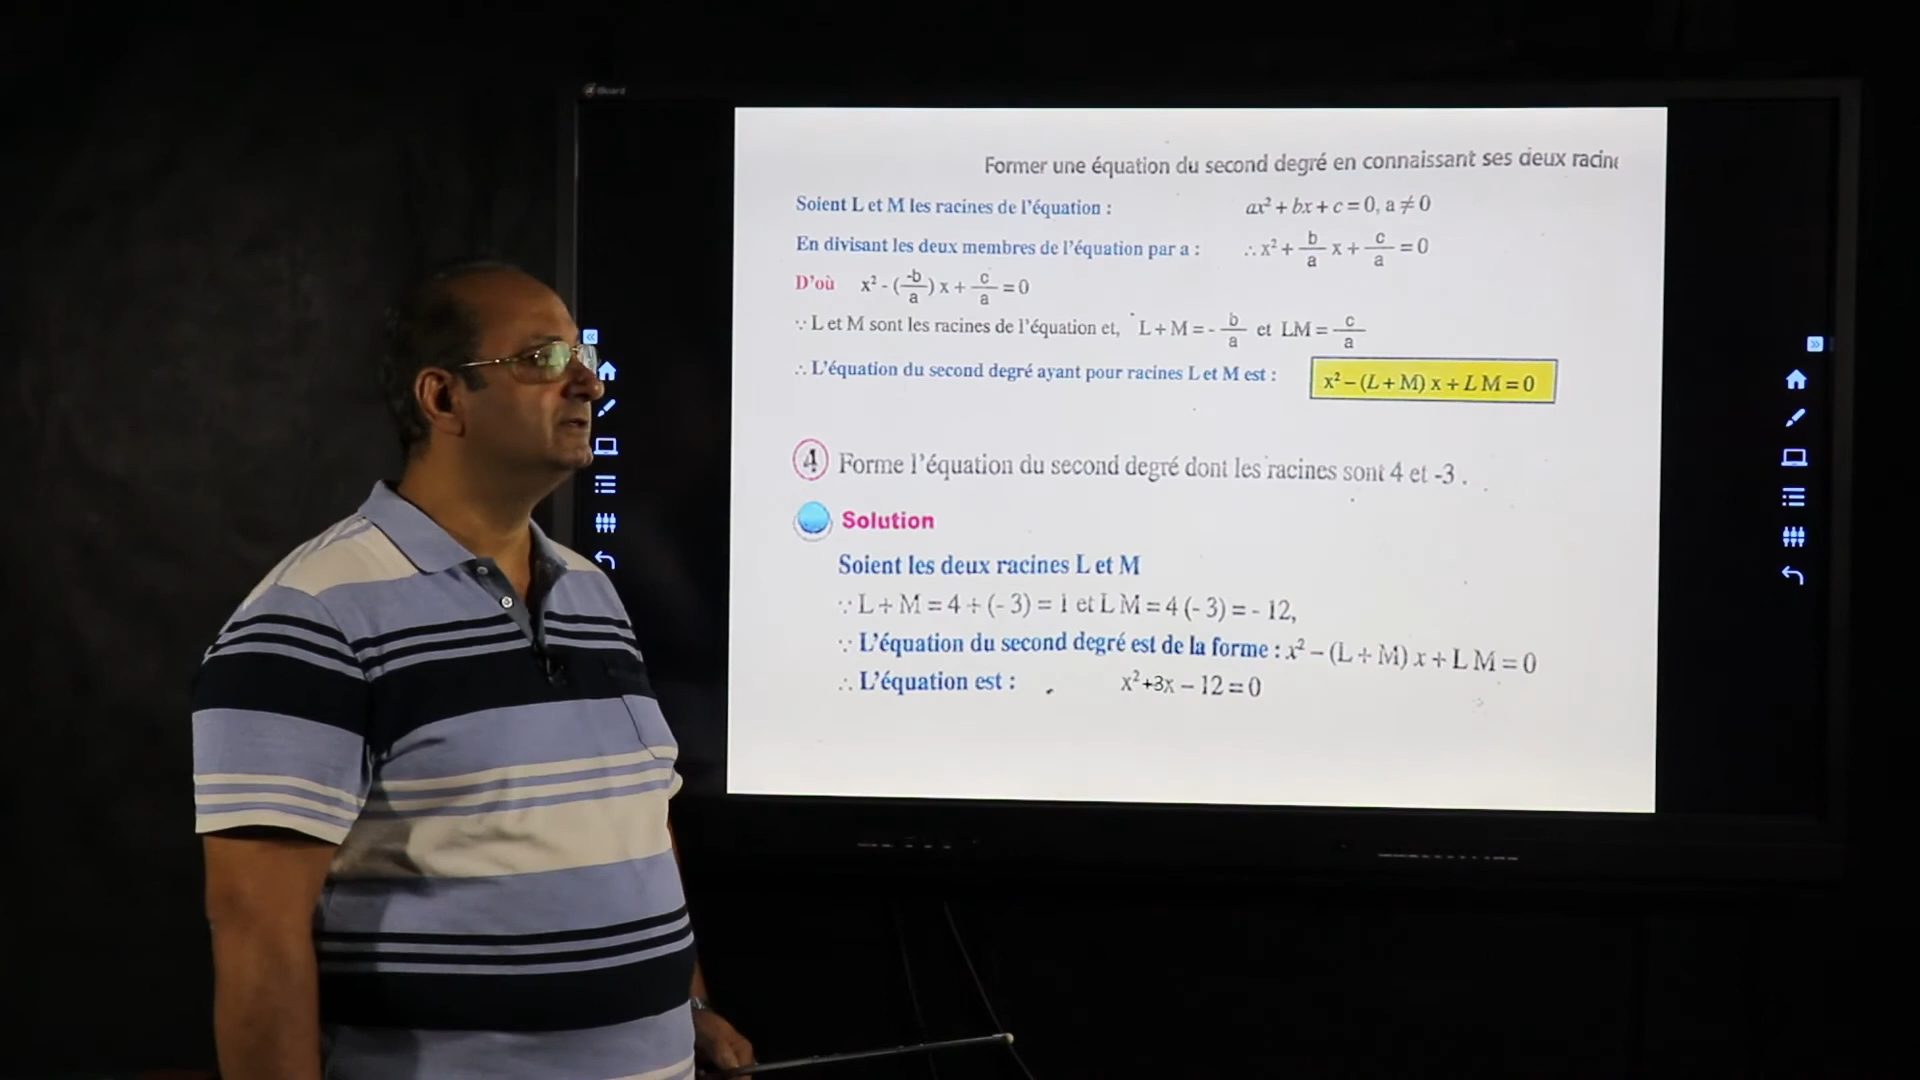 iBoard
Former une équation du second degré en connaissant ses deux racine
Soient L et M les racines de l'équation : ax² + bx + c = 0, a ≠ 0
En divisant les deux membres de l'équation par a : ∴ x² + b/a x + c/a = 0
D'où x² - (-b/a) x + c/a = 0
∵ L et M sont les racines de l'équation et, L + M = - b/a et LM = c/a
∴ L'équation du second degré ayant pour racines L et M est : x² – (L + M) x + L M = 0
4 Forme l'équation du second degré dont les racines sont 4 et -3 .
Solution
Soient les deux racines L et M
∵ L + M = 4 + (- 3) = 1 et L M = 4 (- 3) = - 12,
∵ L'équation du second degré est de la forme : x² – (L + M) x + L M = 0
∴ L'équation est : x²+3x – 12 = 0